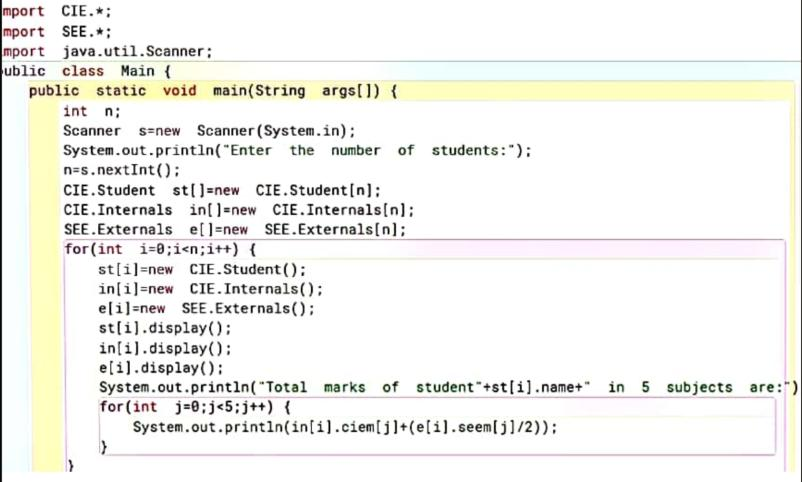 mport CIE.*;
mport SEE.*;
mport java.util.Scanner;
ublic class Main {
public static void main(String args[]) {
int n;
Scanner s=new Scanner(System.in);
System.out.println("Enter the number of students:");
n=s.nextInt();
CIE.Student st[]=new CIE.Student[n];
CIE.Internals in[]=new CIE.Internals[n];
SEE.Externals e[]=new SEE.Externals[n];
for(int i=0;i<n;i++) {
st[i]=new CIE.Student();
in[i]=new CIE.Internals();
e[i]=new SEE.Externals();
st[i].display();
in[i].display();
e[i].display();
System.out.println("Total marks of student"+st[i].name+" in 5 subjects are:")
for(int j=0;j<5;j++) {
System.out.println(in[i].ciem[j]+(e[i].seem[j]/2));
}
}